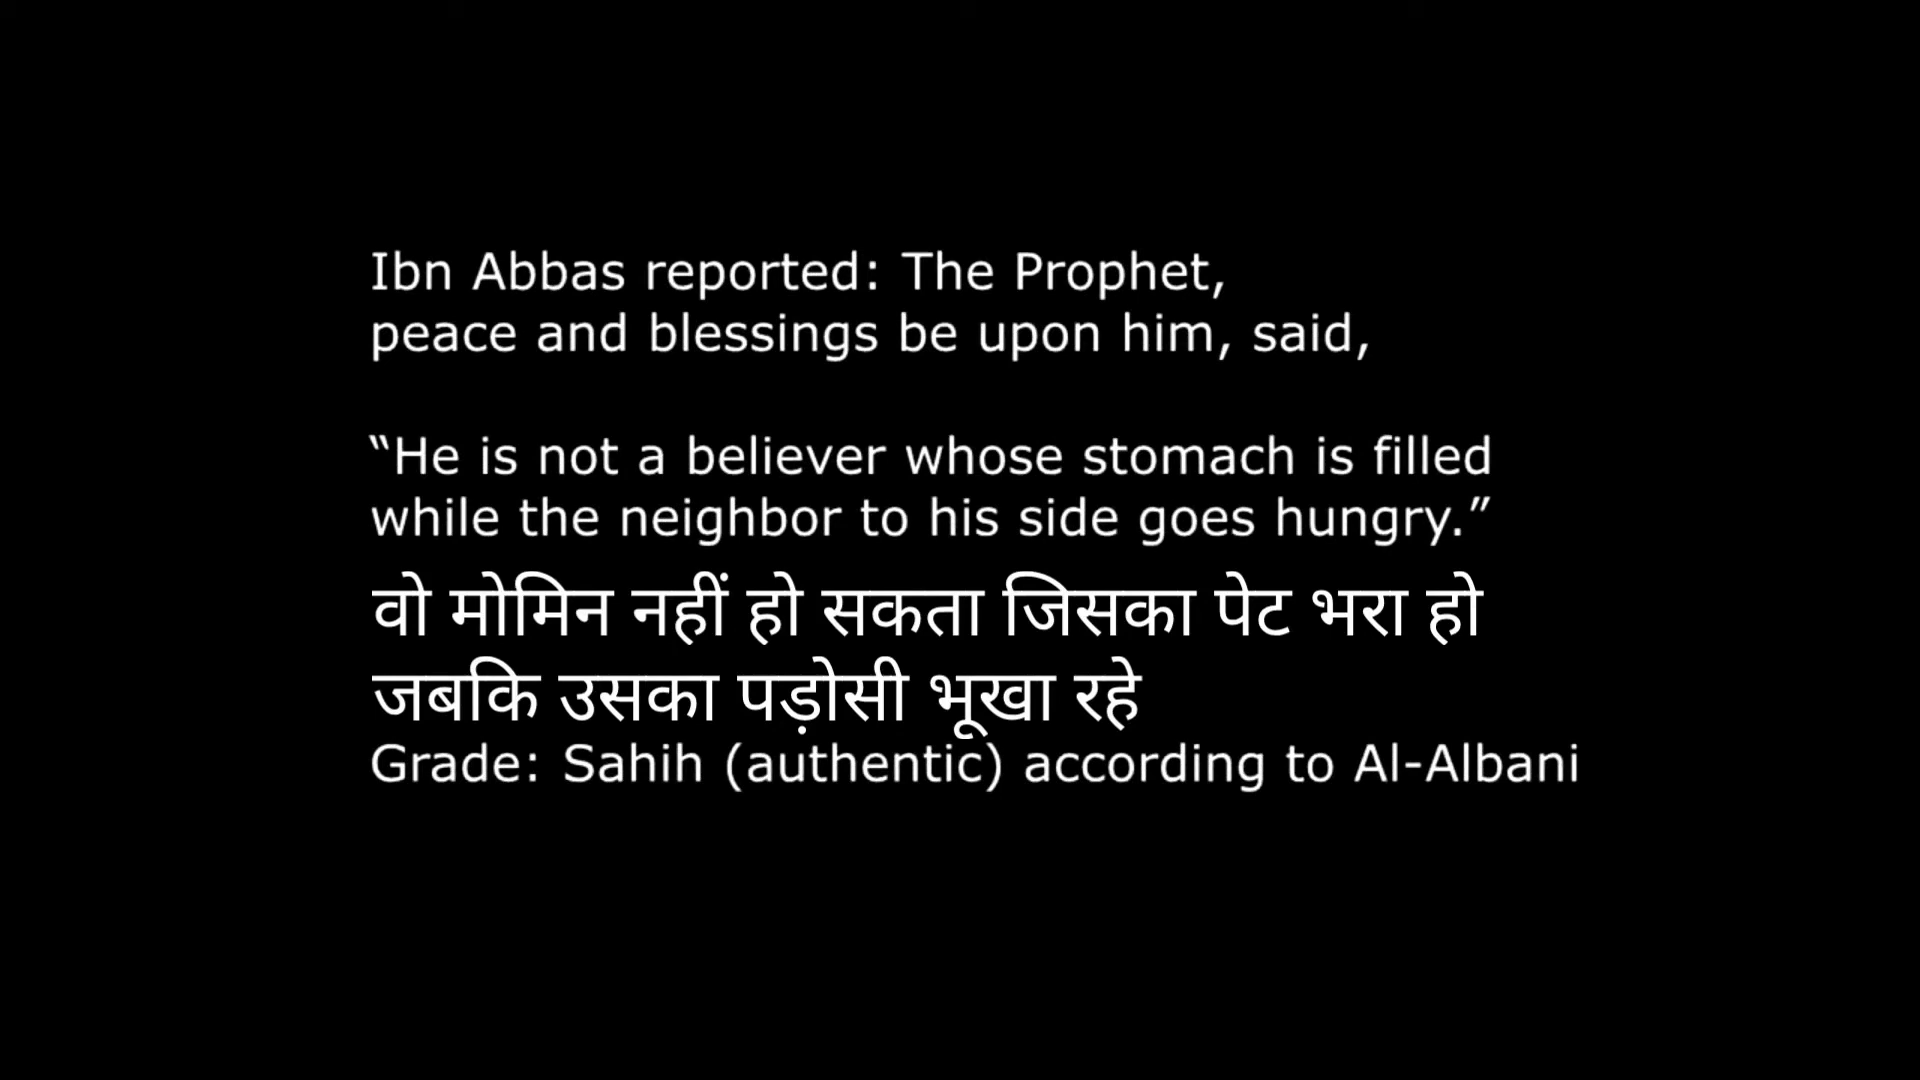 Ibn Abbas reported: The Prophet,
peace and blessings be upon him, said,
“He is not a believer whose stomach is filled
while the neighbor to his side goes hungry.”
वो मोमिन नहीं हो सकता जिसका पेट भरा हो
जबकि उसका पड़ोसी भूखा रहे
Grade: Sahih (authentic) according to Al-Albani